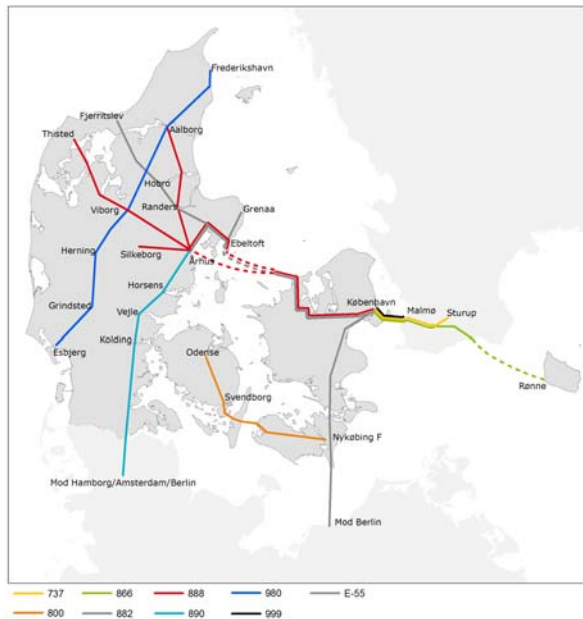 Frederikshavn
Fjerritslev
Thisted
Aalborg
Hobro
Viborg
Randers
Grenaa
Herning
Silkeborg
Århus
Ebeltoft
Horsens
Grindsted
Vejle
København
Malmø
Sturup
Esbjerg
Kolding
Odense
Rønne
Svendborg
Nykøbing F
Mod Hamborg/Amsterdam/Berlin
Mod Berlin
737 866 888 980 E-55
800 882 890 999